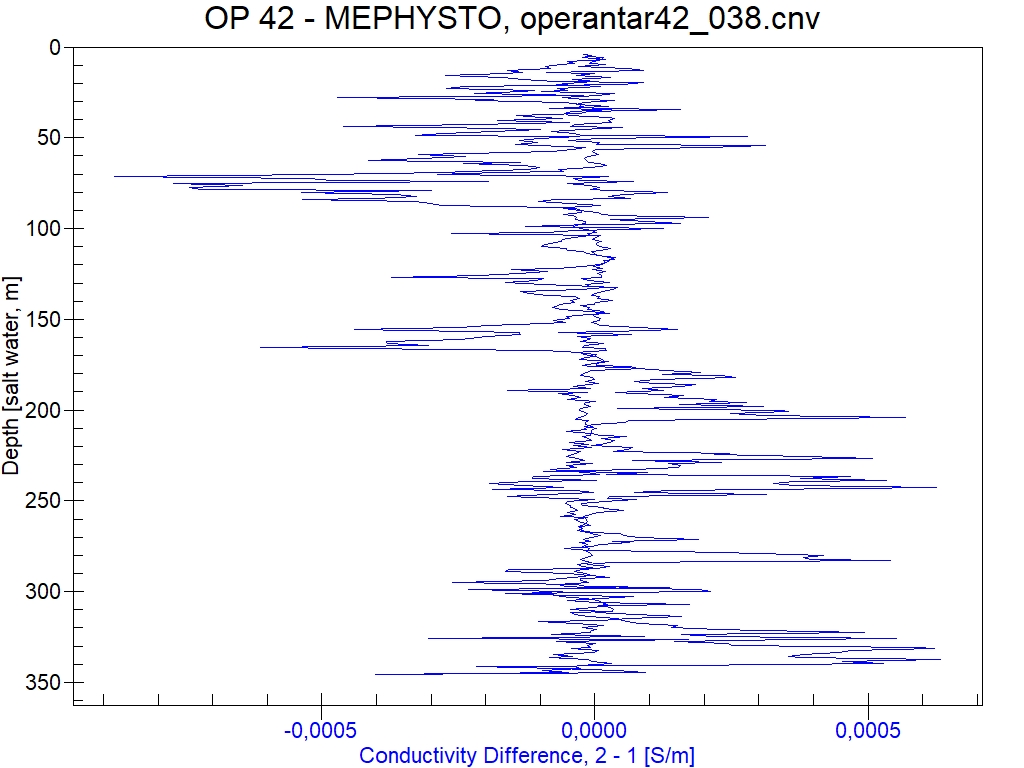 OP 42 - MEPHYSTO, operantar42_038.cnv
0
50
100
150
200
250
300
350
Depth [salt water, m]
-0,0005 0,0000 0,0005
Conductivity Difference, 2 - 1 [S/m]